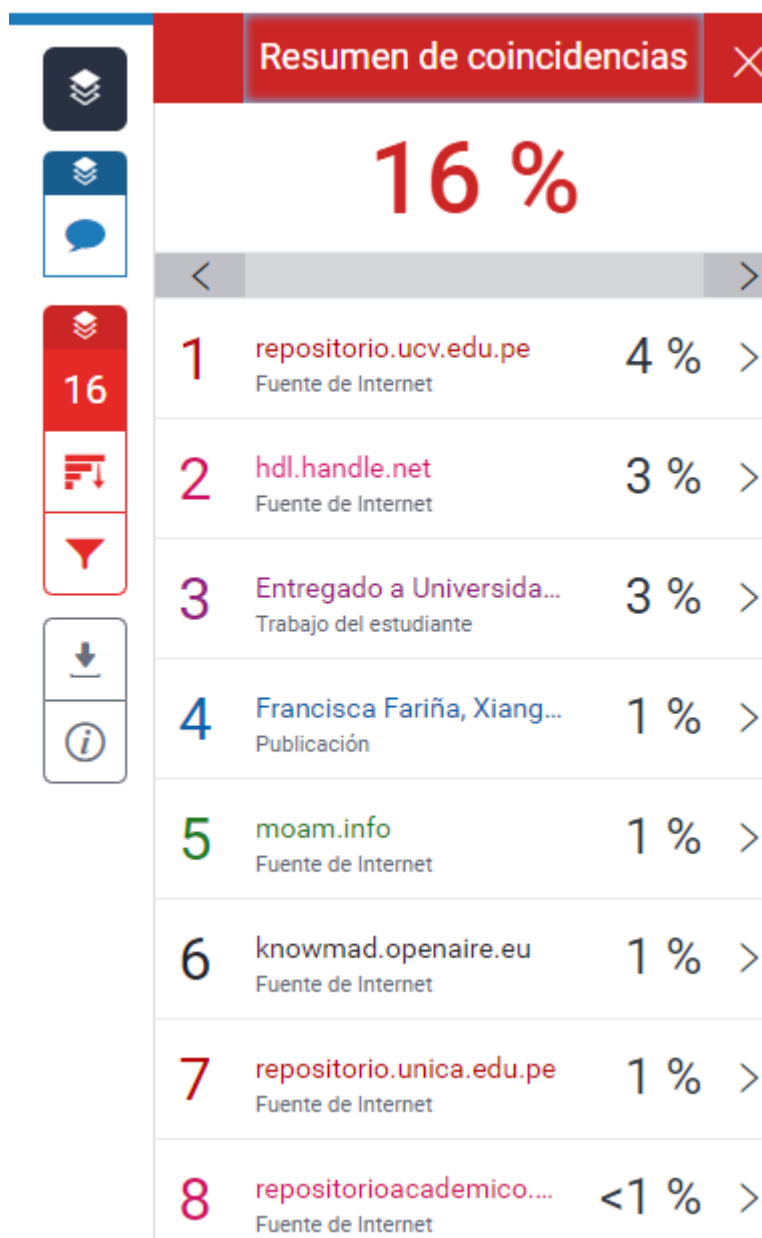 Resumen de coincidencias
16 %
16
1 repositorio.ucv.edu.pe 4 %
Fuente de Internet
2 hdl.handle.net 3 %
Fuente de Internet
3 Entregado a Universida... 3 %
Trabajo del estudiante
4 Francisca Fariña, Xiang... 1 %
Publicación
5 moam.info 1 %
Fuente de Internet
6 knowmad.openaire.eu 1 %
Fuente de Internet
7 repositorio.unica.edu.pe 1 %
Fuente de Internet
8 repositorioacademico.... <1 %
Fuente de Internet